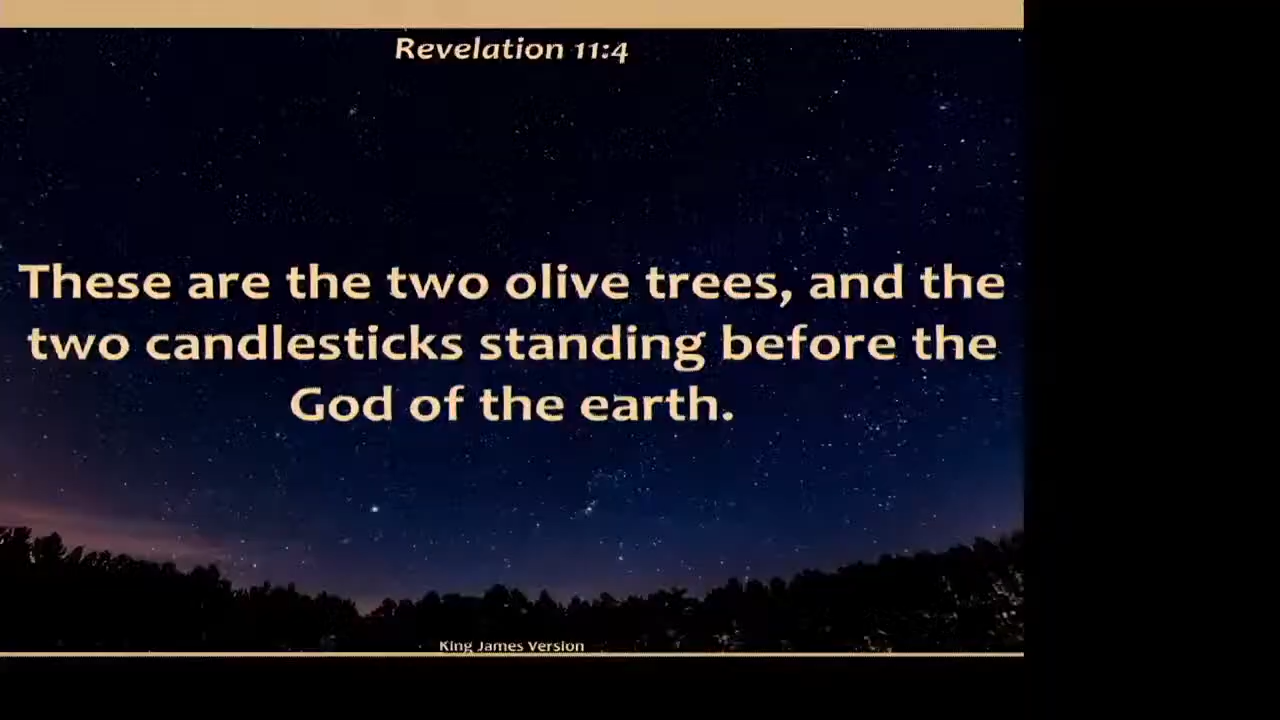 Revelation 11:4
These are the two olive trees, and the
two candlesticks standing before the
God of the earth.
King James Version